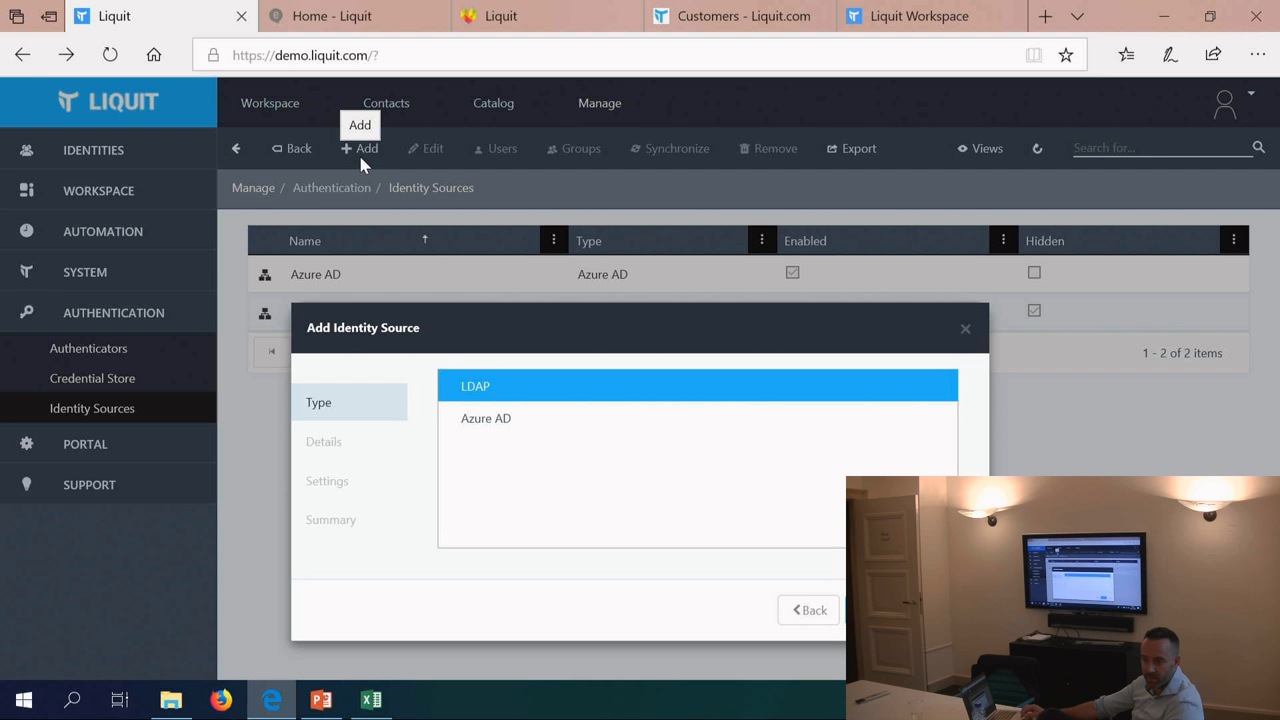 Liquit
Home - Liquit
Liquit
Customers - Liquit.com
Liquit Workspace
https://demo.liquit.com/?
LIQUIT
Workspace
Contacts
Catalog
Manage
Add
Back
Add
Edit
Users
Groups
Synchronize
Remove
Export
Views
Search for...
IDENTITIES
WORKSPACE
AUTOMATION
SYSTEM
AUTHENTICATION
Authenticators
Credential Store
Identity Sources
PORTAL
SUPPORT
Manage / Authentication / Identity Sources
Name
Type
Enabled
Hidden
Azure AD
Azure AD
1 - 2 of 2 items
Add Identity Source
Type
Details
Settings
Summary
LDAP
Azure AD
Back